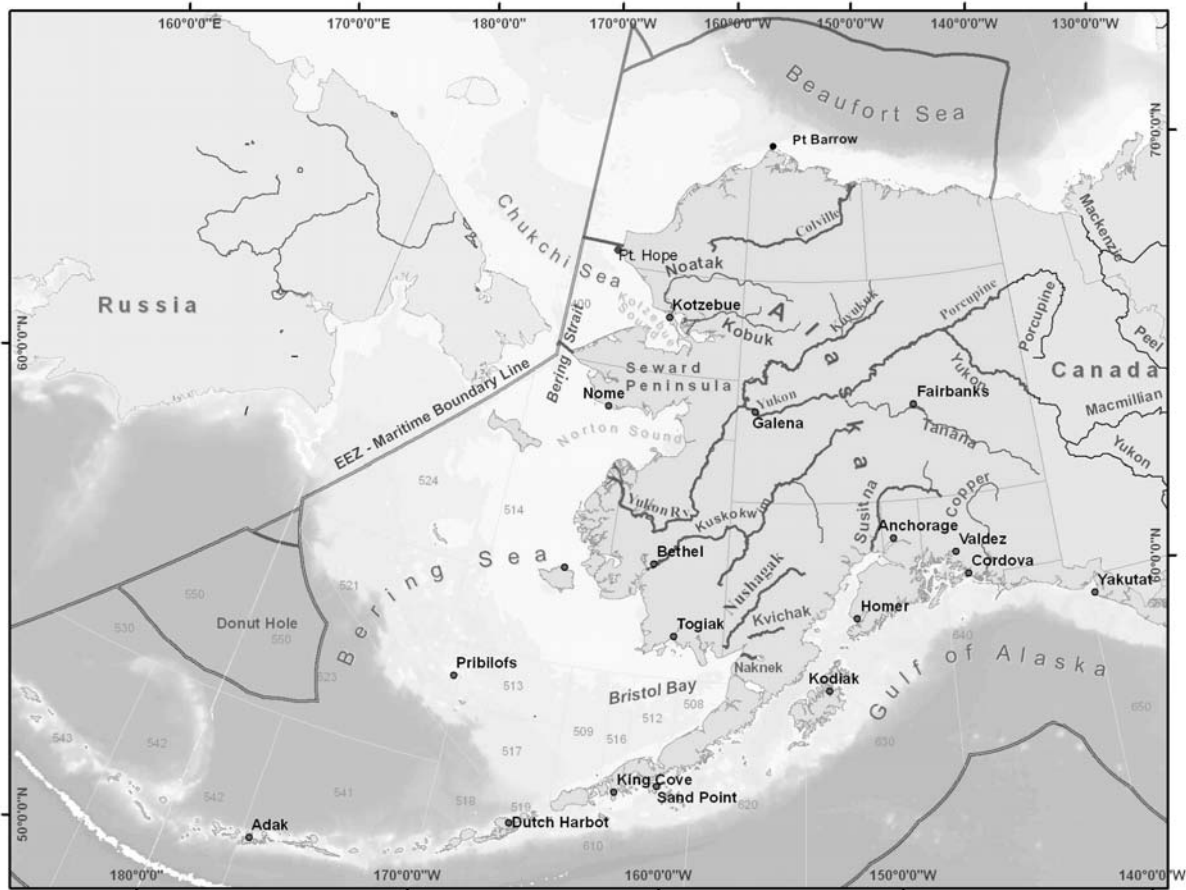 160°0'0"E
170°0'0"E
180°0'0"
170°0'0"W
160°0'0"W
150°0'0"W
140°0'0"W
130°0'0"W
Beaufort Sea
70°0'0"N
Pt Barrow
Mackenzie
Chukchi Sea
Colville
Pt. Hope
Noatak
Russia
Kotzebue
Sound
Kotzebue
Alaska
Koyukuk
Porcupine
Porcupine
Kobuk
Peel
60°0'0"N
Bering Strait
Seward
Peninsula
Canada
EEZ - Maritime Boundary Line
Nome
Yukon
Yukon
Fairbanks
Macmillian
Galena
Norton Sound
Tanana
Yukon
524
514
Yukon Rv.
Kuskokwim
Susitna
Copper
Anchorage
Valdez
Bering Sea
Bethel
Cordova
60°0'0"N
521
550
Nushagak
Yakutat
Donut Hole
530
550
Togiak
Kvichak
Homer
640
Gulf of Alaska
523
Pribilofs
513
Naknek
Bristol Bay
Kodiak
508
512
650
509
516
543
542
517
630
541
542
King Cove
Sand Point
518
519
620
50°0'0"N
Adak
Dutch Harbot
610
180°0'0"
170°0'0"W
160°0'0"W
150°0'0"W
140°0'0"W